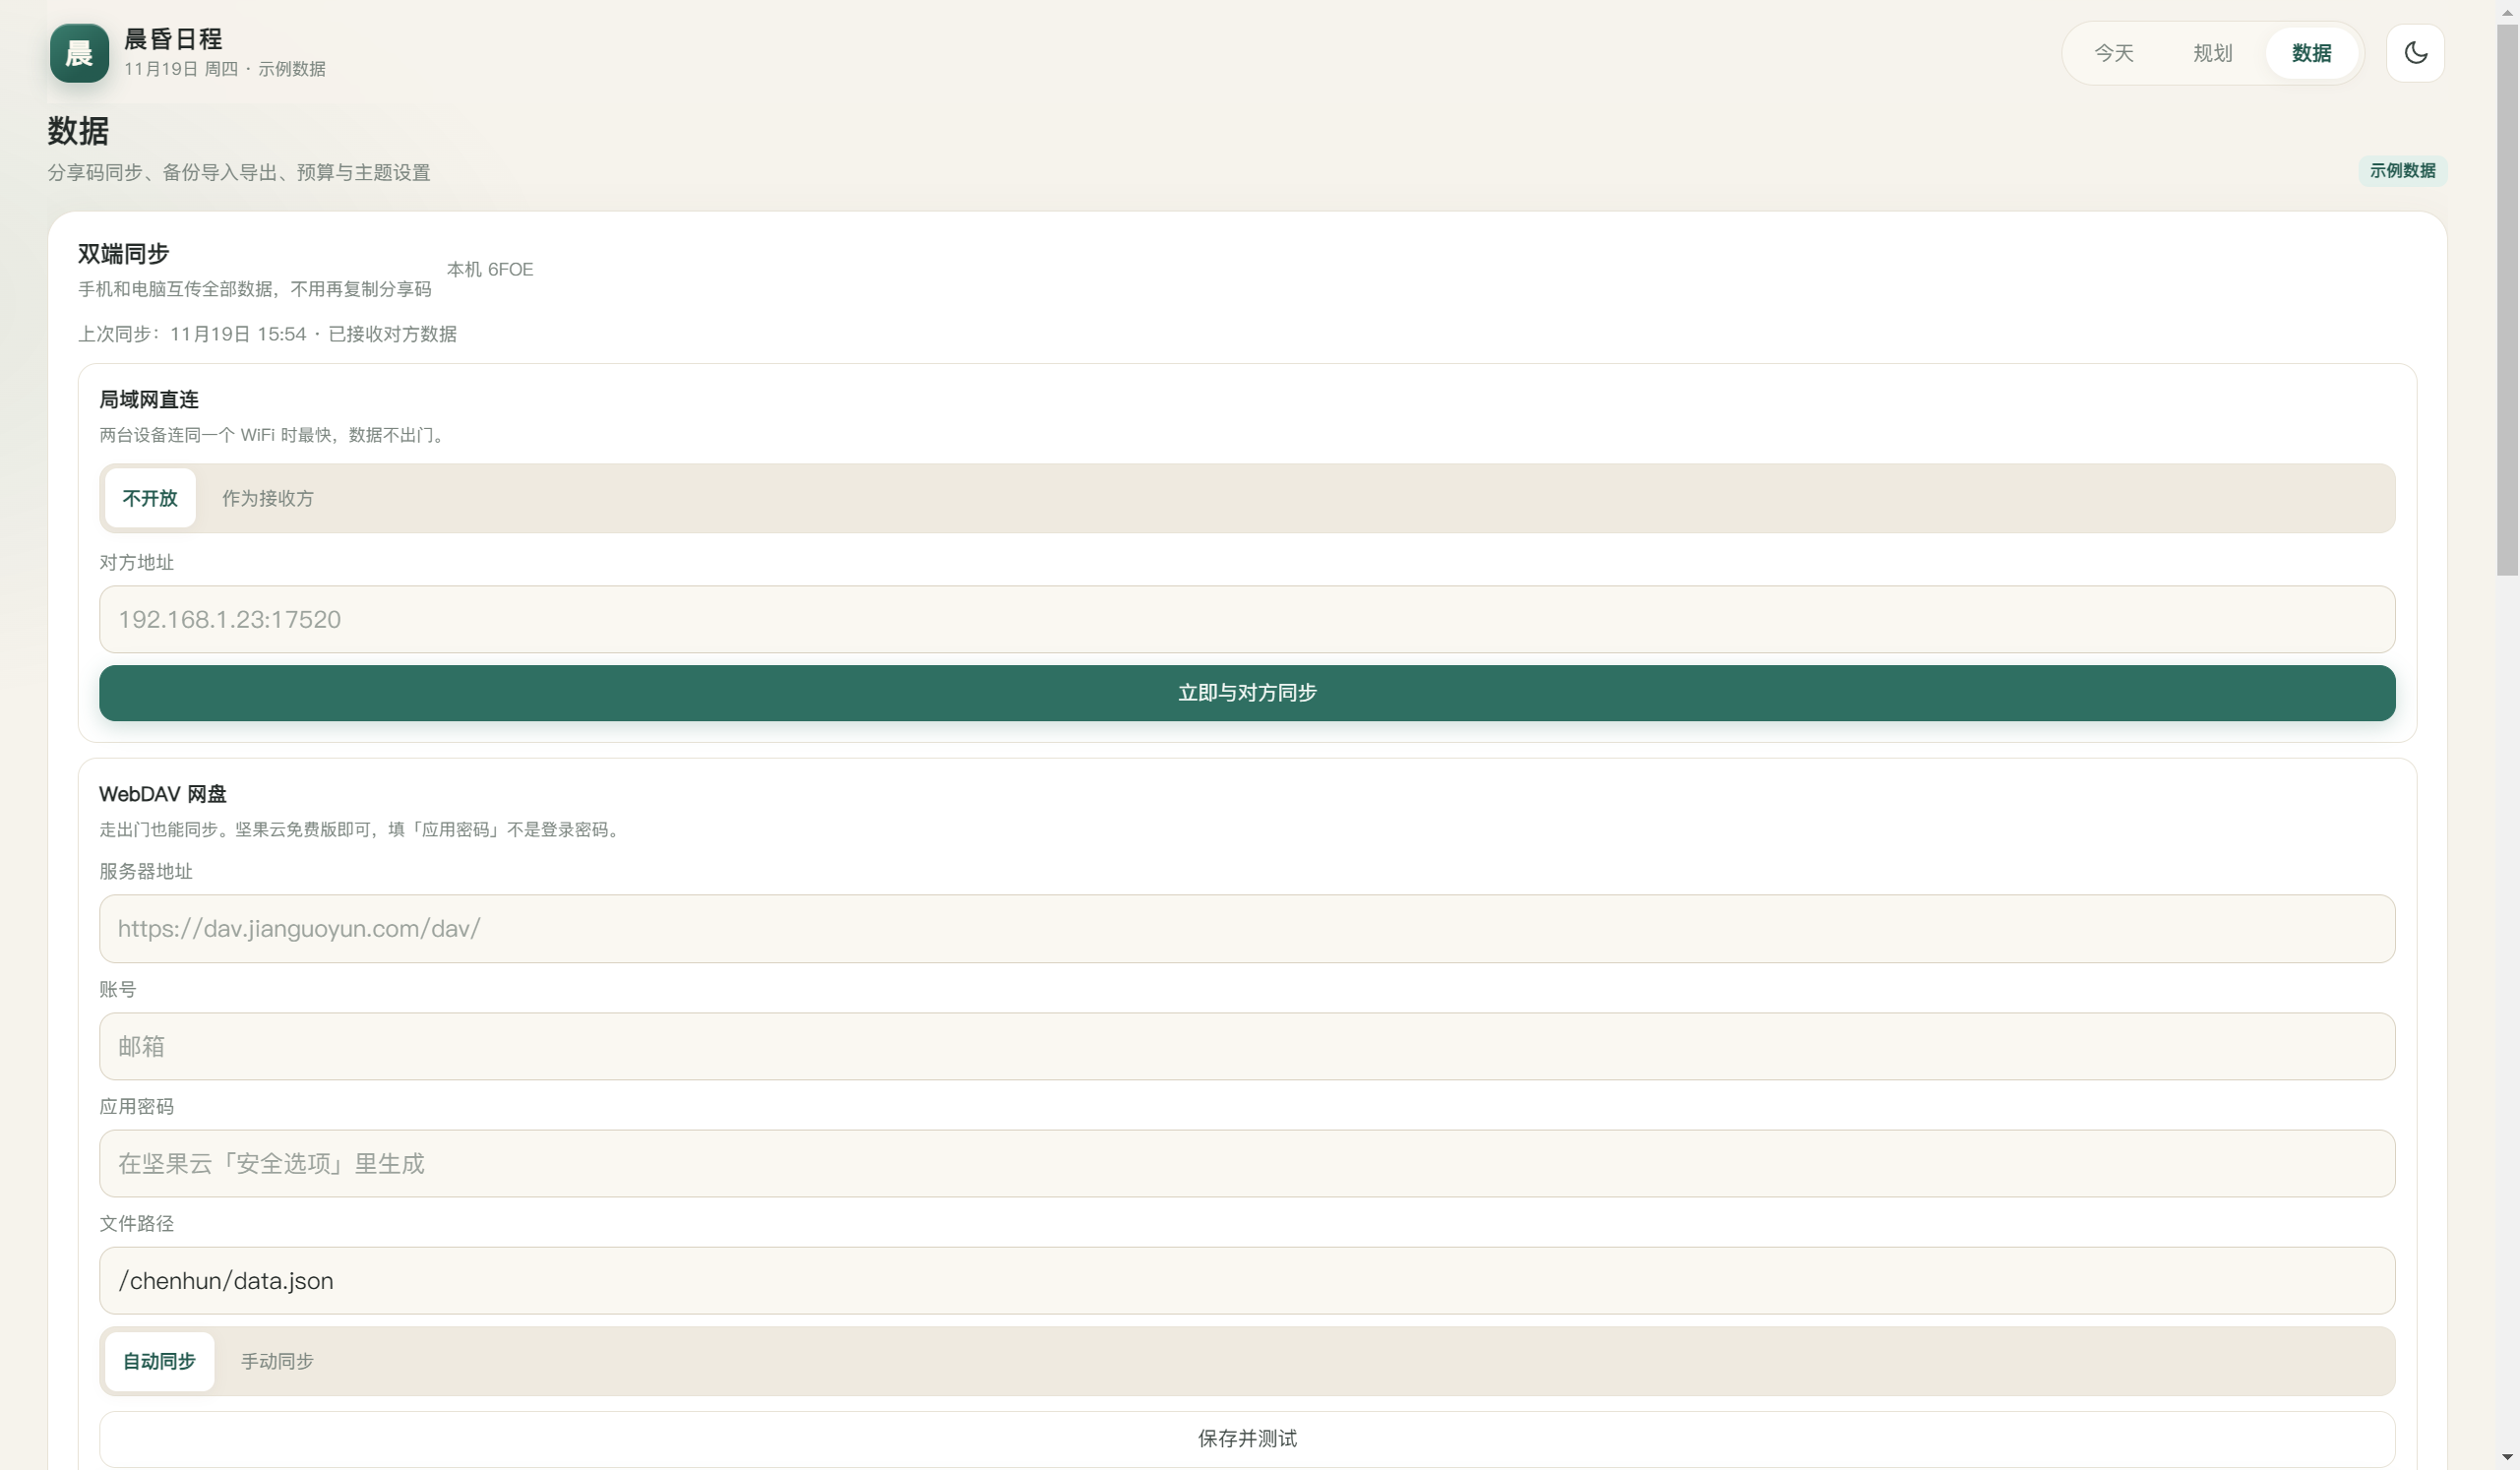 晨
晨昏日程
11月19日 周四 · 示例数据
今天
规划
数据
数据
分享码同步、备份导入导出、预算与主题设置
示例数据
双端同步
手机和电脑互传全部数据，不用再复制分享码
本机 6FOE
上次同步：11月19日 15:54 · 已接收对方数据
局域网直连
两台设备连同一个 WiFi 时最快，数据不出门。
不开放
作为接收方
对方地址
192.168.1.23:17520
立即与对方同步
WebDAV 网盘
走出门也能同步。坚果云免费版即可，填「应用密码」不是登录密码。
服务器地址
https://dav.jianguoyun.com/dav/
账号
邮箱
应用密码
在坚果云「安全选项」里生成
文件路径
/chenhun/data.json
自动同步
手动同步
保存并测试